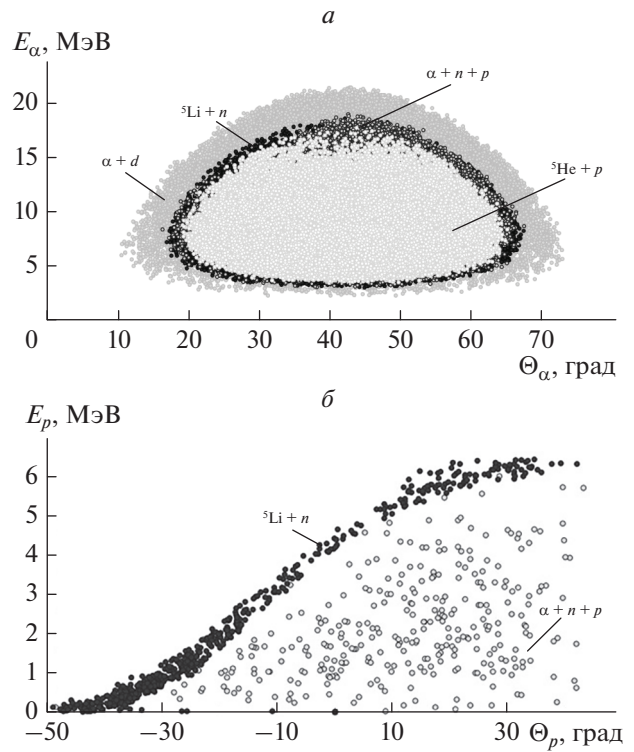 а
E_α, МэВ
20
15
10
5
0
α + n + p
⁵Li + n
α + d
⁵He + p
10 20 30 40 50 60 70
Θ_α, град
б
E_p, МэВ
6
5
4
3
2
1
0
⁵Li + n
α + n + p
−50 −30 −10 10 30 Θ_p, град